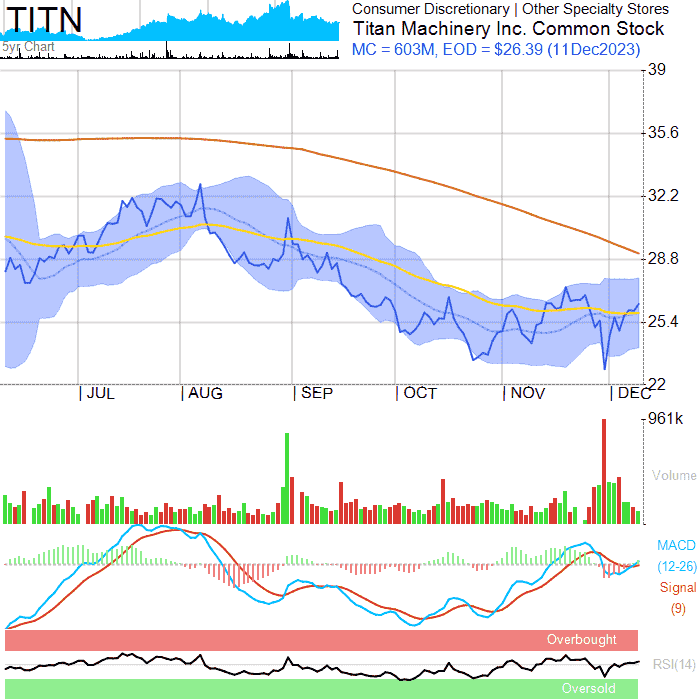 TITN
5yr Chart
Consumer Discretionary | Other Specialty Stores
Titan Machinery Inc. Common Stock
MC = 603M, EOD = $26.39 (11Dec2023)
39
35.6
32.2
28.8
25.4
22
| JUL | AUG | SEP | OCT | NOV | DEC
961k
Volume
MACD
(12-26)
Signal
(9)
Overbought
RSI(14)
Oversold